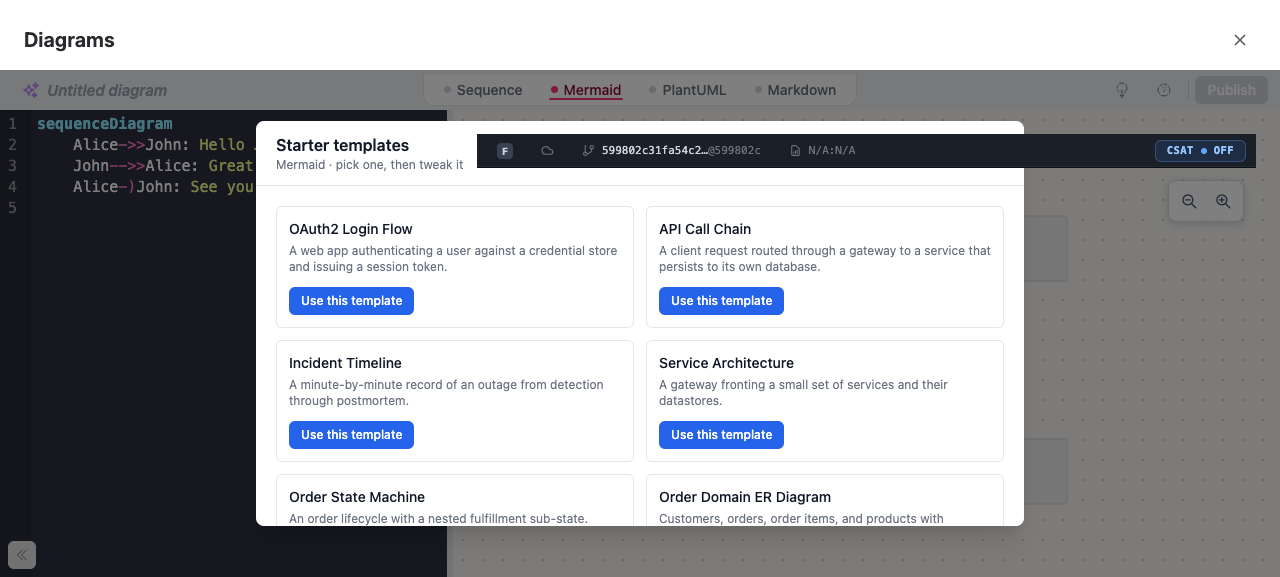 Diagrams
Untitled diagram
Sequence
Mermaid
PlantUML
Markdown
Publish
1 sequenceDiagram
2 Alice->>John: Hello
3 John-->>Alice: Great
4 Alice-)John: See you
5
Starter templates
Mermaid · pick one, then tweak it
F
599802c31fa54c2…@599802c
N/A:N/A
CSAT ● OFF
OAuth2 Login Flow
A web app authenticating a user against a credential store
and issuing a session token.
Use this template
API Call Chain
A client request routed through a gateway to a service that
persists to its own database.
Use this template
Incident Timeline
A minute-by-minute record of an outage from detection
through postmortem.
Use this template
Service Architecture
A gateway fronting a small set of services and their
datastores.
Use this template
Order State Machine
An order lifecycle with a nested fulfillment sub-state.
Order Domain ER Diagram
Customers, orders, order items, and products with